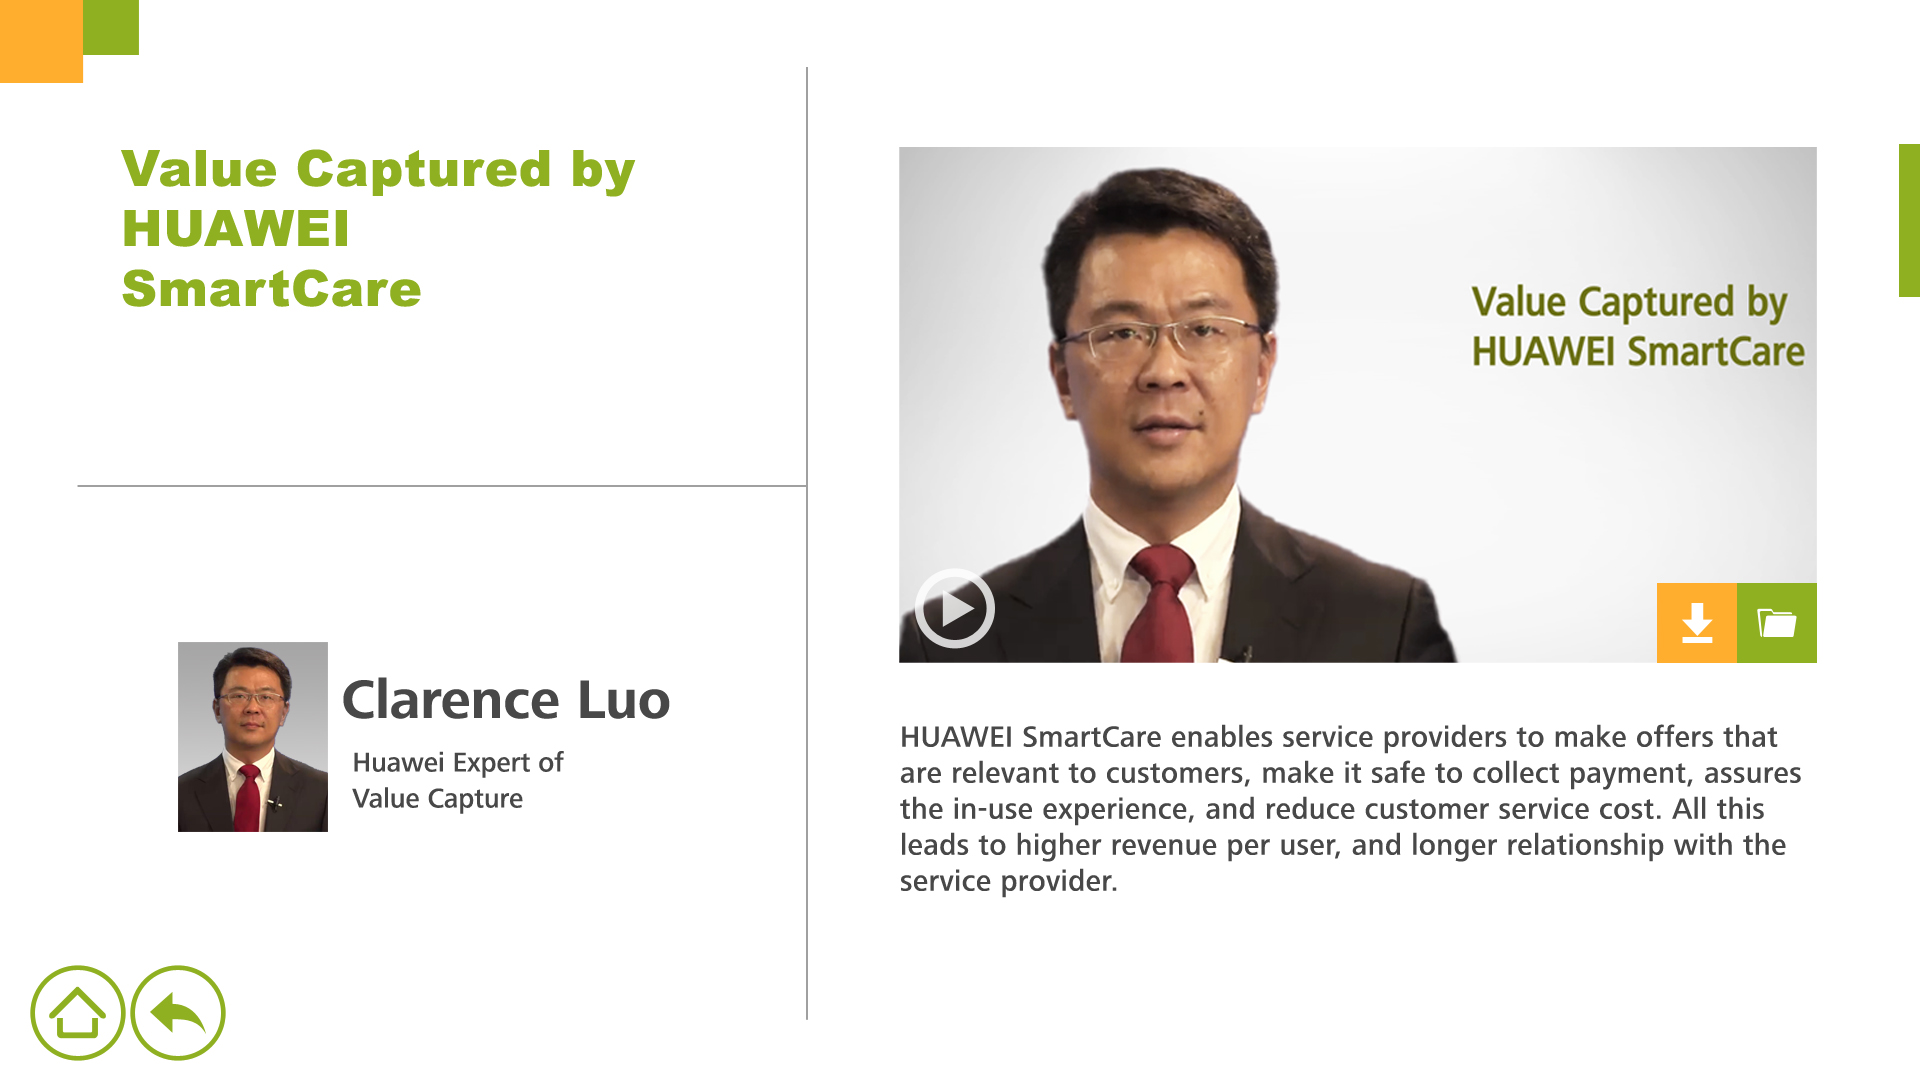 Value Captured by
HUAWEI
SmartCare
Clarence Luo
Huawei Expert of
Value Capture
Value Captured by
HUAWEI SmartCare
HUAWEI SmartCare enables service providers to make offers that
are relevant to customers, make it safe to collect payment, assures
the in-use experience, and reduce customer service cost. All this
leads to higher revenue per user, and longer relationship with the
service provider.